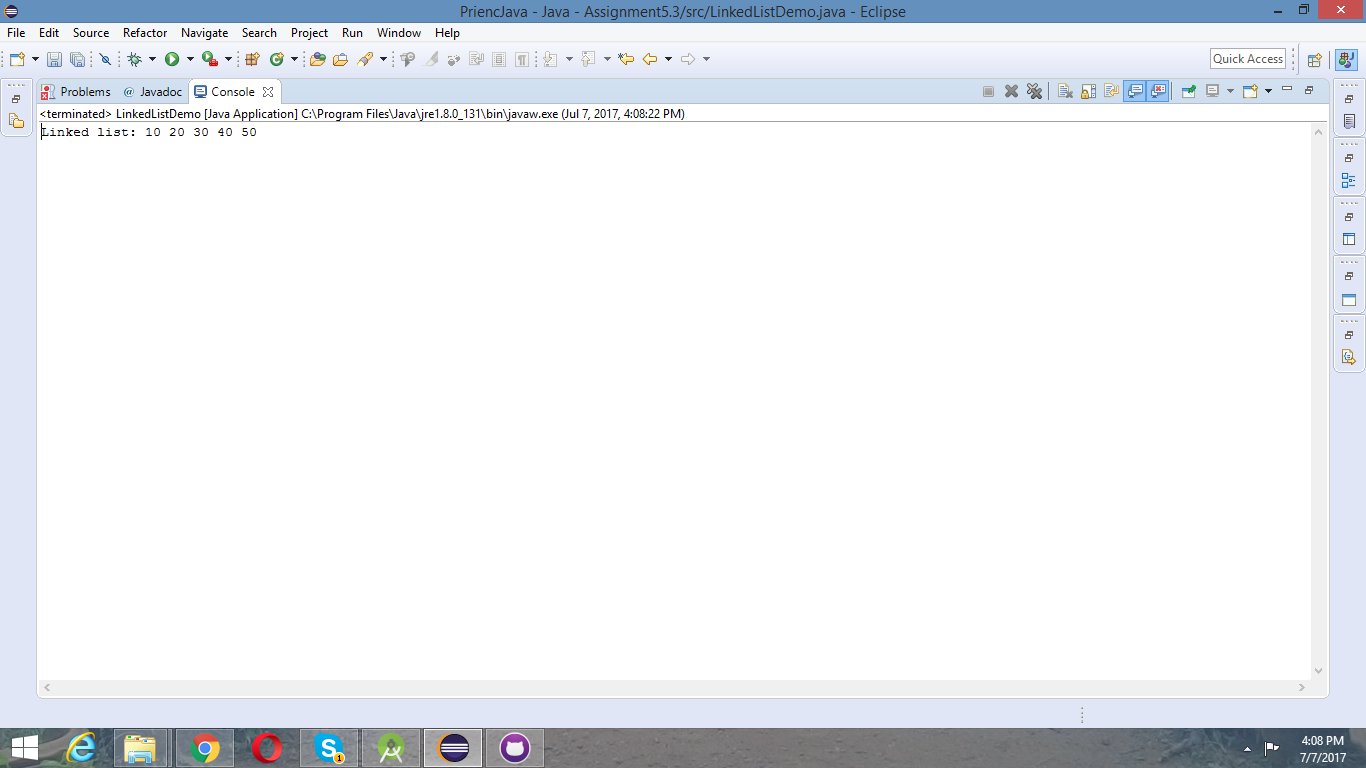 PriencJava - Java - Assignment5.3/src/LinkedListDemo.java - Eclipse
File Edit Source Refactor Navigate Search Project Run Window Help
Quick Access
Problems @ Javadoc Console
<terminated> LinkedListDemo [Java Application] C:\Program Files\Java\jre1.8.0_131\bin\javaw.exe (Jul 7, 2017, 4:08:22 PM)
Linked list: 10 20 30 40 50
4:08 PM
7/7/2017